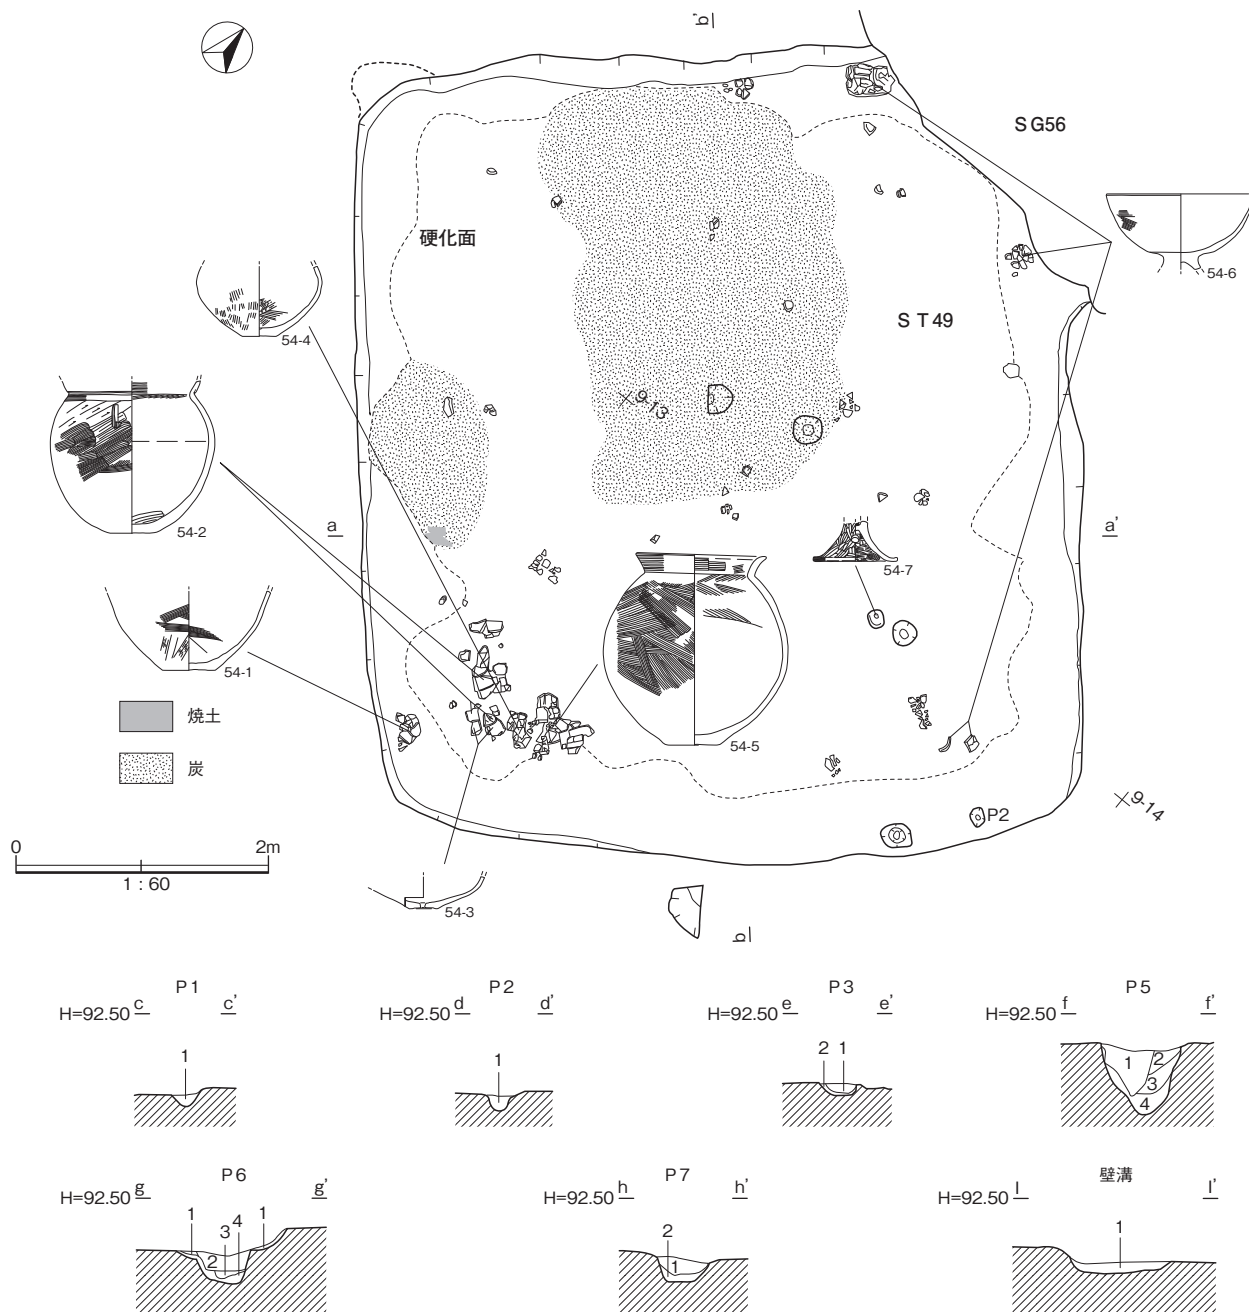 b'
SG56
硬化面
54-6
54-4
ST49
9-13
54-2
a
a'
54-7
54-1
54-5
焼土
炭
9-14
P2
0
2m
1 : 60
54-3
b
P1
H=92.50 c c'
1
P2
H=92.50 d d'
1
P3
H=92.50 e e'
2 1
P5
H=92.50 f f'
1 2
3
4
P6
H=92.50 g g'
1 3 4 1
2
P7
H=92.50 h h'
2
1
壁溝
H=92.50 I I'
1